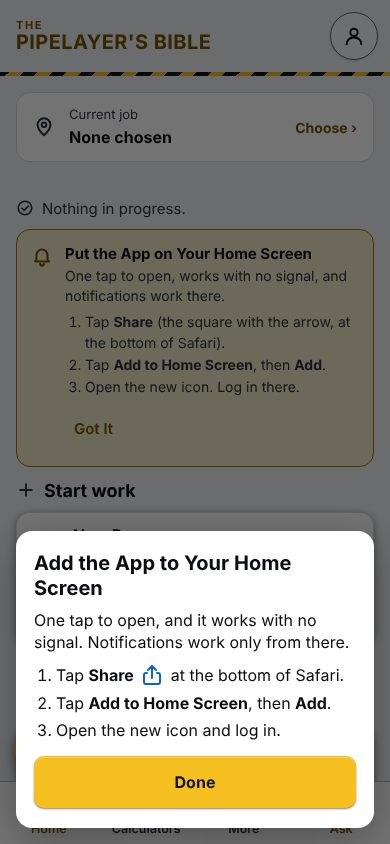 THE
PIPELAYER'S BIBLE
Current job
None chosen
Choose ›
Nothing in progress.
Put the App on Your Home Screen
One tap to open, works with no signal, and
notifications work there.
1. Tap Share (the square with the arrow, at
the bottom of Safari).
2. Tap Add to Home Screen, then Add.
3. Open the new icon. Log in there.
Got It
Start work
Add the App to Your Home
Screen
One tap to open, and it works with no
signal. Notifications work only from there.
1. Tap Share at the bottom of Safari.
2. Tap Add to Home Screen, then Add.
3. Open the new icon and log in.
Done
Home
Calculators
More
Ask